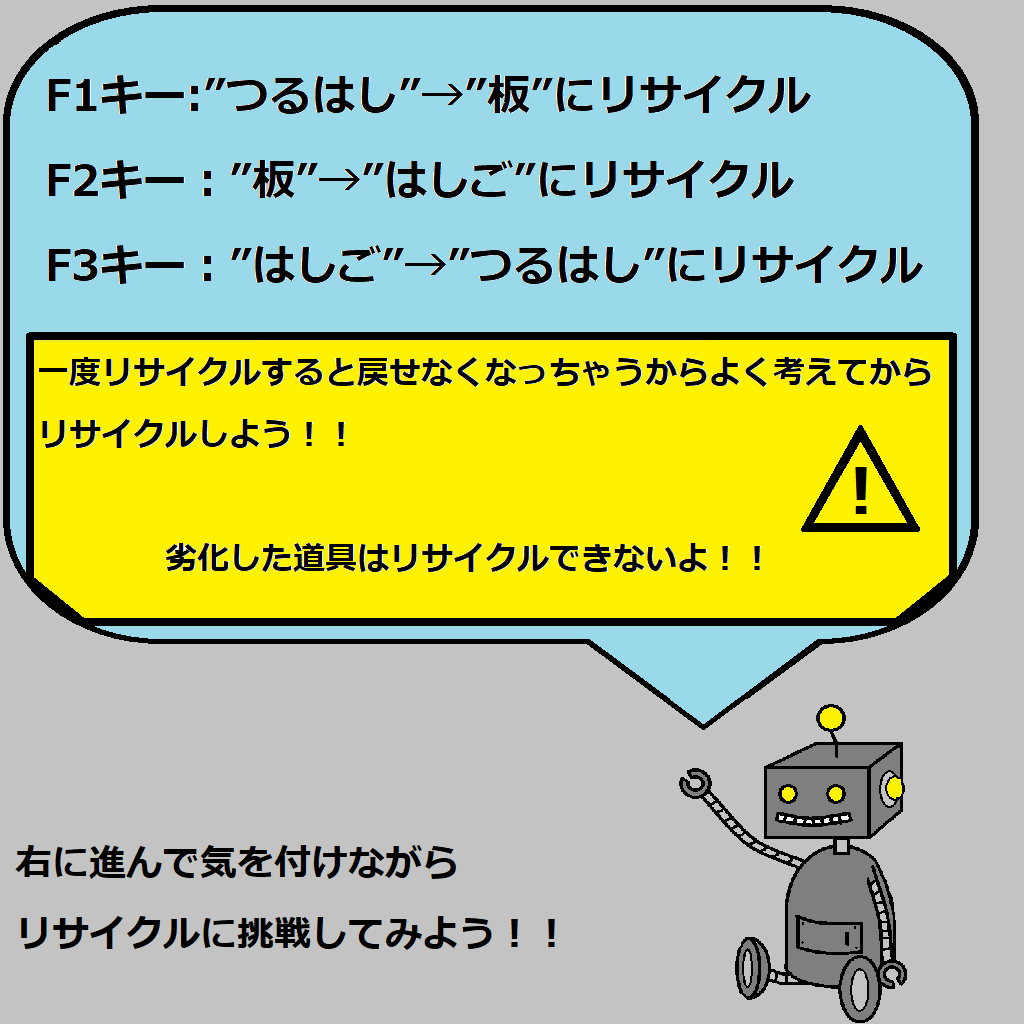 F1キー:”つるはし”→”板”にリサイクル
F2キー：”板”→”はしご”にリサイクル
F3キー：”はしご”→”つるはし”にリサイクル
一度リサイクルすると戻せなくなっちゃうからよく考えてから
リサイクルしよう！！
!
劣化した道具はリサイクルできないよ！！
右に進んで気を付けながら
リサイクルに挑戦してみよう！！